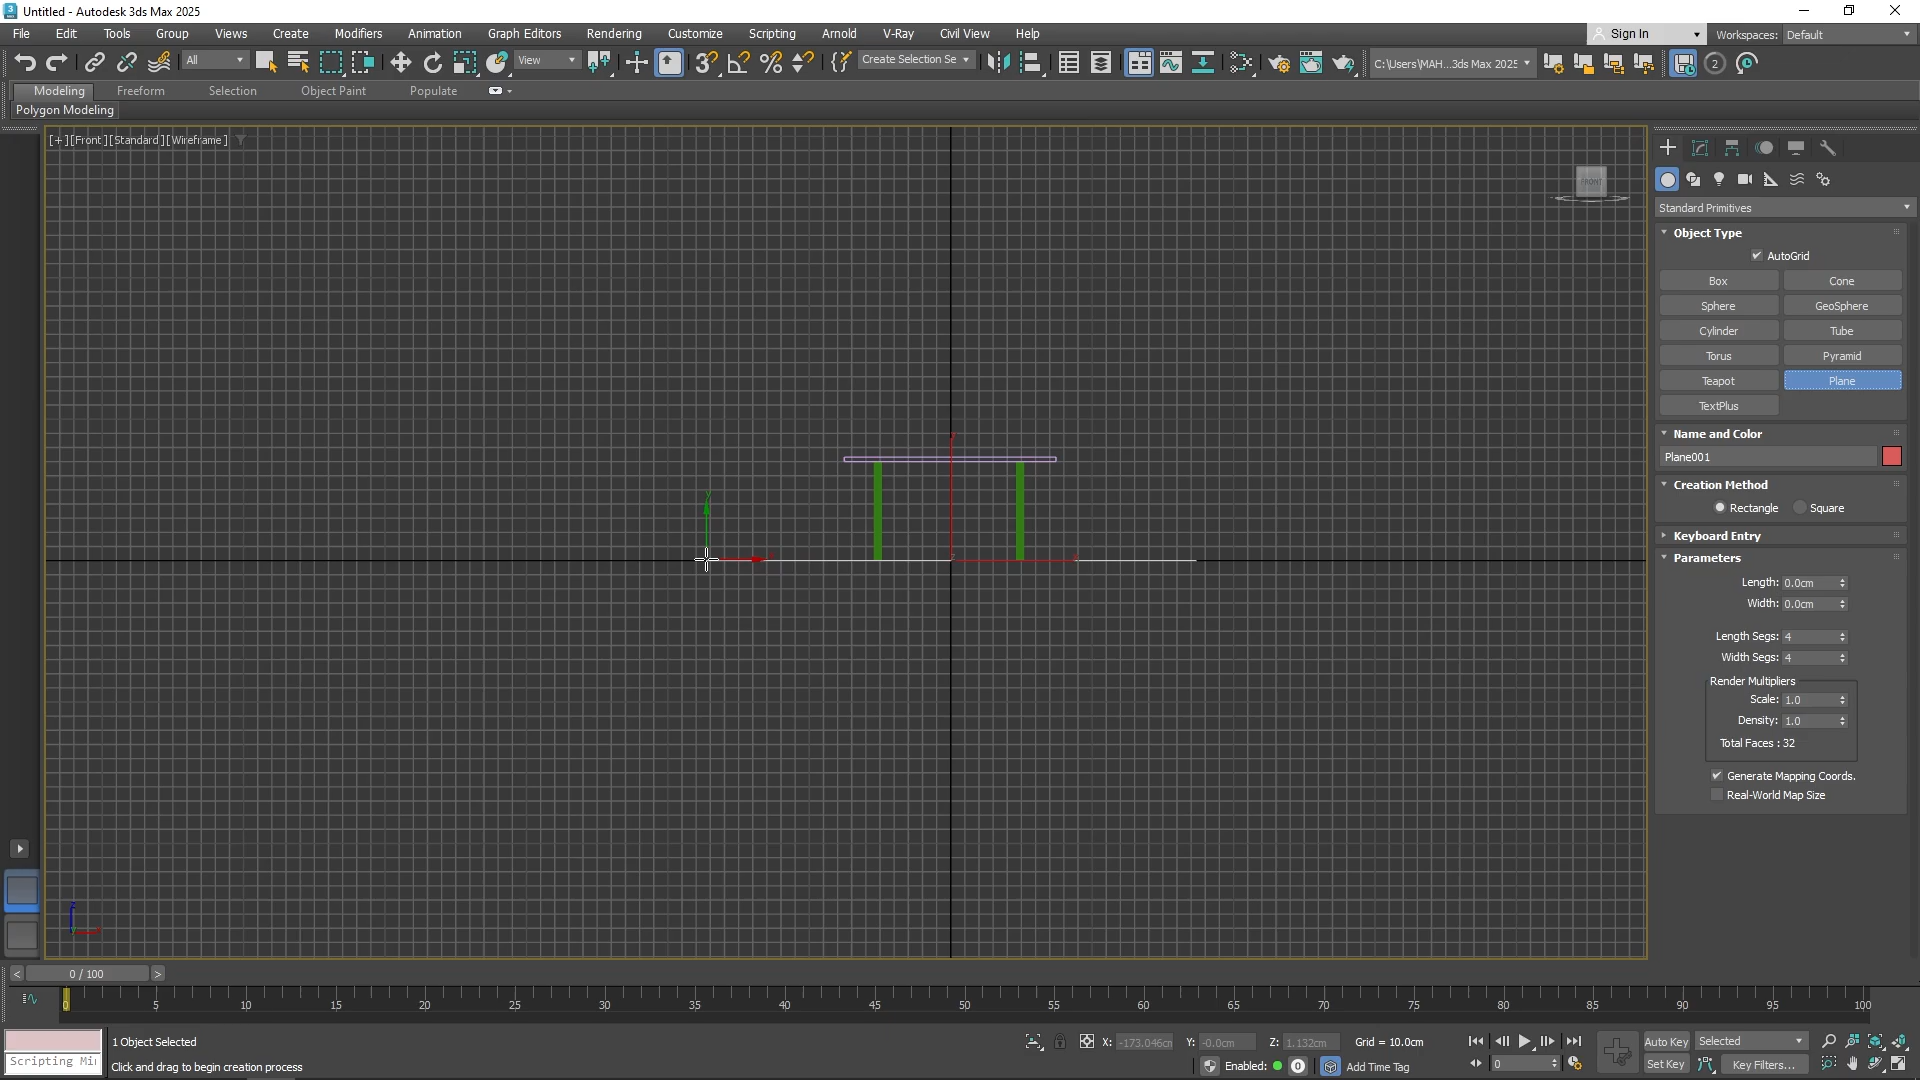 Untitled - Autodesk 3ds Max 2025
File Edit Tools Group Views Create Modifiers Animation Graph Editors Rendering Customize Scripting Arnold V-Ray Civil View Help Sign In Workspaces: Default
All View Create Selection Se C:\Users\MAH...3ds Max 2025 2
Modeling Freeform Selection Object Paint Populate
Polygon Modeling
[+] [Front] [Standard] [Wireframe]
FRONT
Standard Primitives
Object Type
AutoGrid
Box Cone
Sphere GeoSphere
Cylinder Tube
Torus Pyramid
Teapot Plane
TextPlus
Name and Color
Plane001
Creation Method
Rectangle Square
Keyboard Entry
Parameters
Length: 0.0cm
Width: 0.0cm
Length Segs: 4
Width Segs: 4
Render Multipliers
Scale: 1.0
Density: 1.0
Total Faces : 32
Generate Mapping Coords.
Real-World Map Size
< 0 / 100 >
0 5 10 15 20 25 30 35 40 45 50 55 60 65 70 75 80 85 90 95 100
1 Object Selected X: -173.046cm Y: -0.0cm Z: 1.132cm Grid = 10.0cm Auto Key Selected
Scripting Mi Click and drag to begin creation process Enabled: 0 Add Time Tag 0 Set Key Key Filters...